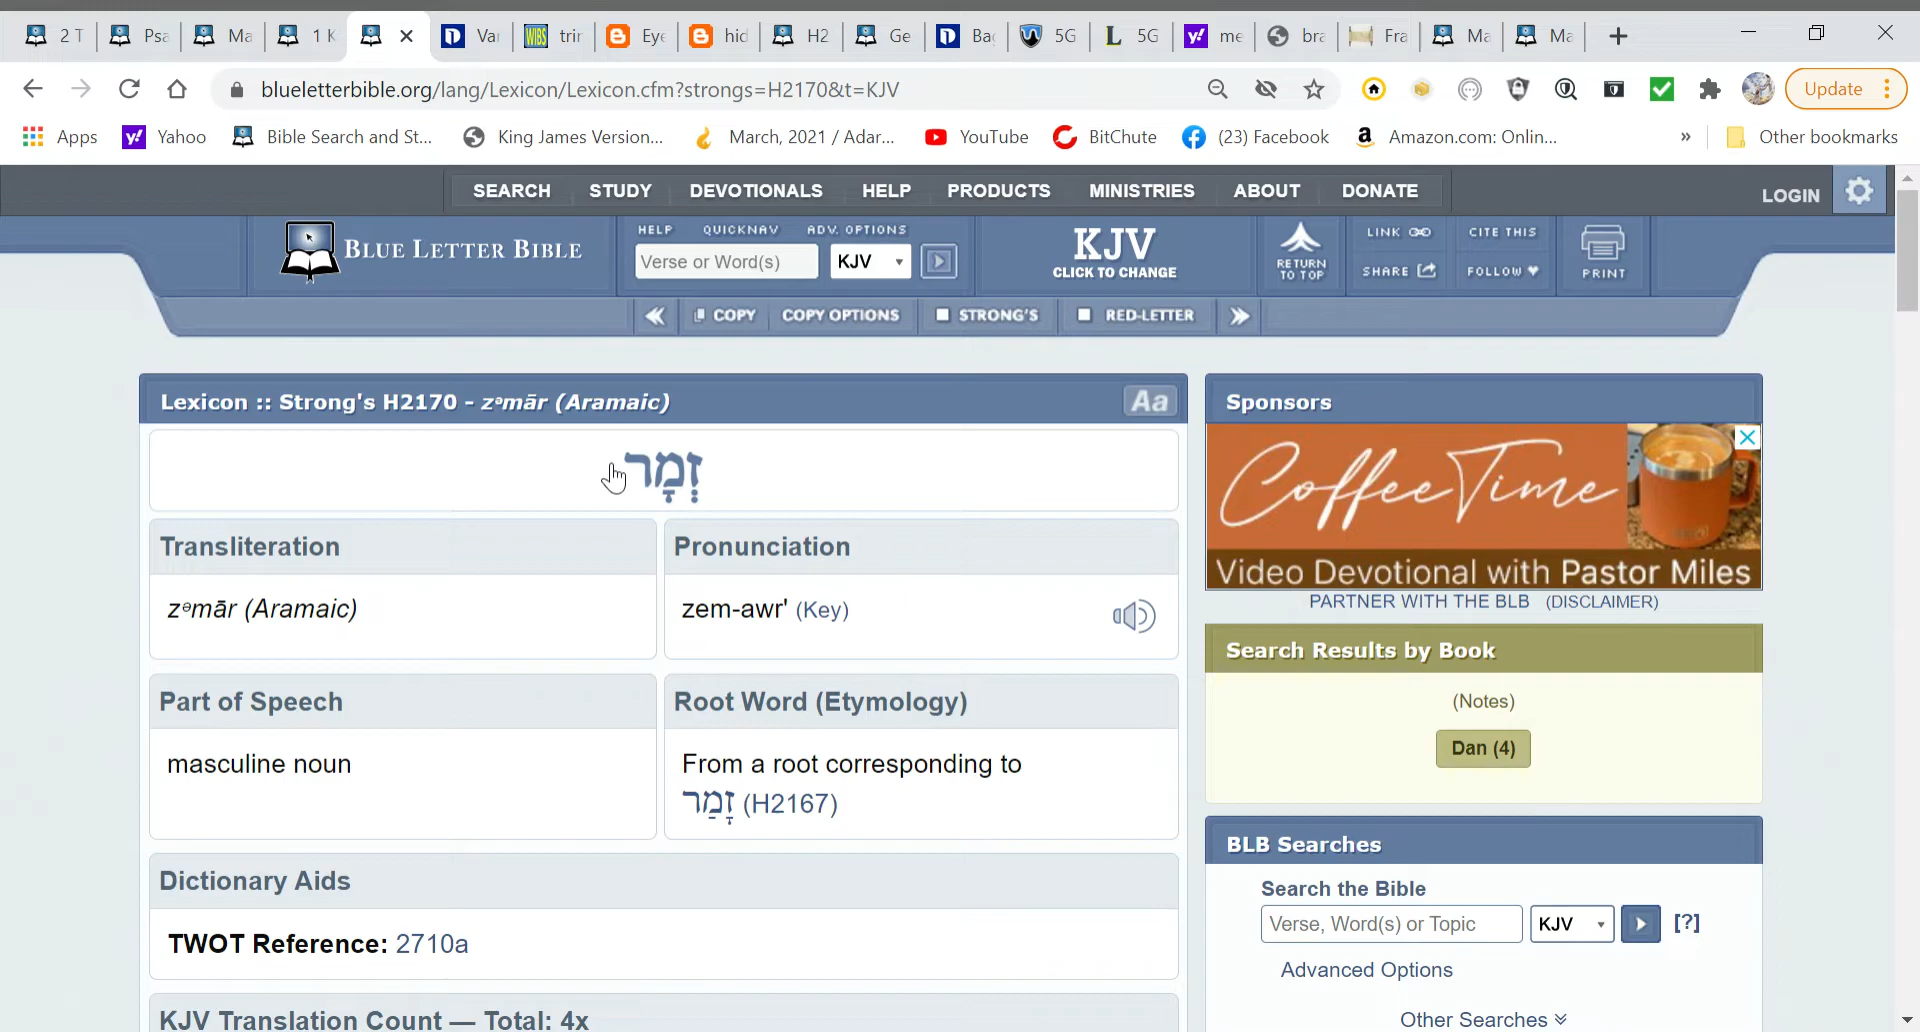 2 T Psa Ma 1 K Var trin Eye hid H2 Ge Bac 5G 5G me bra Fra Ma Ma
blueletterbible.org/lang/Lexicon/Lexicon.cfm?strongs=H2170&t=KJV Update
Apps Yahoo Bible Search and St... King James Version... March, 2021 / Adar... YouTube BitChute (23) Facebook Amazon.com: Onlin... » Other bookmarks
SEARCH STUDY DEVOTIONALS HELP PRODUCTS MINISTRIES ABOUT DONATE LOGIN
BLUE LETTER BIBLE
HELP QUICKNAV ADV. OPTIONS
Verse or Word(s) KJV
KJV
CLICK TO CHANGE
RETURN
TO TOP
LINK CITE THIS
SHARE FOLLOW
PRINT
COPY COPY OPTIONS STRONG'S RED-LETTER
Lexicon :: Strong's H2170 - zᵊmār (Aramaic) Aa
זְמָר
Transliteration
zᵊmār (Aramaic)
Pronunciation
zem-awr' (Key)
Part of Speech
masculine noun
Root Word (Etymology)
From a root corresponding to
זָמַר (H2167)
Dictionary Aids
TWOT Reference: 2710a
KJV Translation Count — Total: 4x
Sponsors
Coffee Time
Video Devotional with Pastor Miles
PARTNER WITH THE BLB (DISCLAIMER)
Search Results by Book
(Notes)
Dan (4)
BLB Searches
Search the Bible
Verse, Word(s) or Topic KJV [?]
Advanced Options
Other Searches